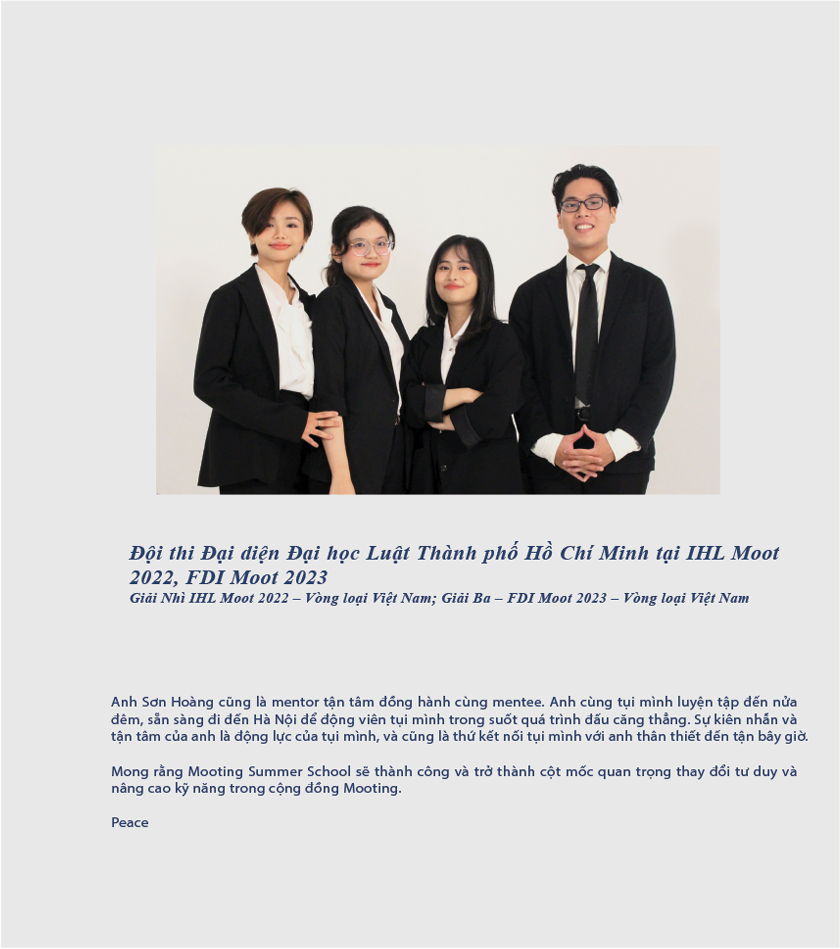 Đội thi Đại diện Đại học Luật Thành phố Hồ Chí Minh tại IHL Moot
2022, FDI Moot 2023
Giải Nhì IHL Moot 2022 – Vòng loại Việt Nam; Giải Ba – FDI Moot 2023 – Vòng loại Việt Nam
Anh Sơn Hoàng cũng là mentor tận tâm đồng hành cùng mentee. Anh cùng tụi mình luyện tập đến nửa
đêm, sẵn sàng đi đến Hà Nội để động viên tụi mình trong suốt quá trình đấu căng thẳng. Sự kiên nhẫn và
tận tâm của anh là động lực của tụi mình, và cũng là thứ kết nối tụi mình với anh thân thiết đến tận bây giờ.
Mong rằng Mooting Summer School sẽ thành công và trở thành cột mốc quan trọng thay đổi tư duy và
nâng cao kỹ năng trong cộng đồng Mooting.
Peace